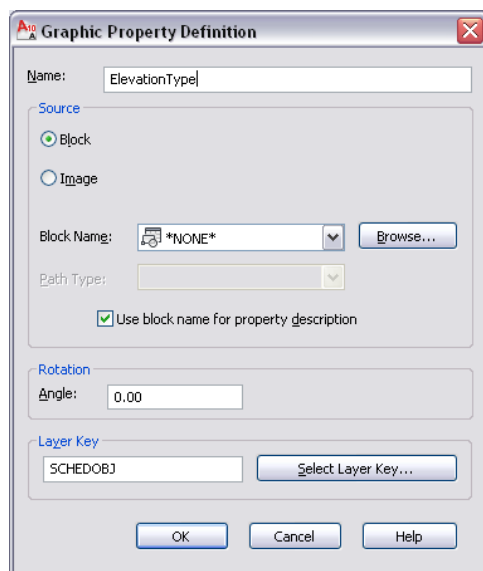 A10
A Graphic Property Definition
Name: ElevationType
Source
Block
Image
Block Name: *NONE* Browse...
Path Type:
Use block name for property description
Rotation
Angle: 0.00
Layer Key
SCHEDOBJ Select Layer Key...
OK Cancel Help